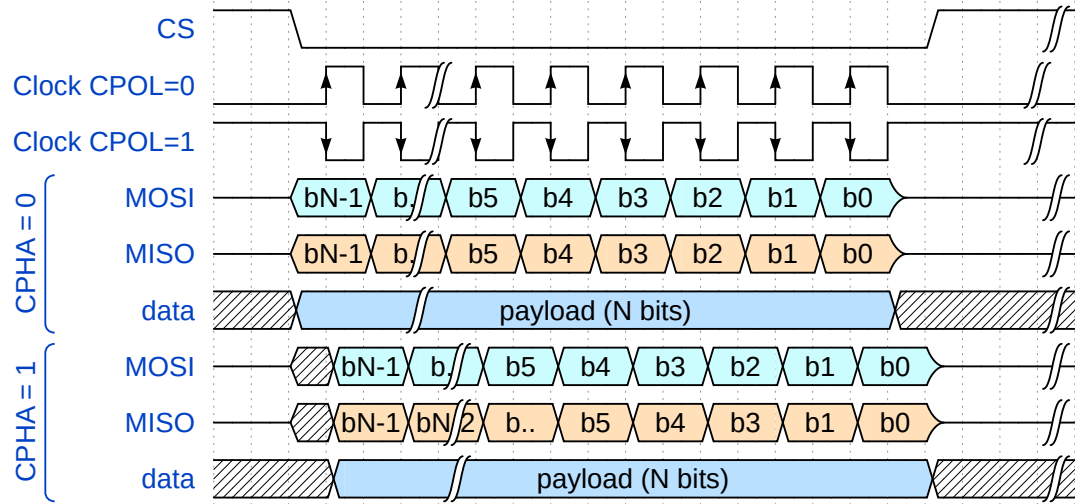 CS
Clock CPOL=0
Clock CPOL=1
CPHA = 0
MOSI bN-1 b. b5 b4 b3 b2 b1 b0
MISO bN-1 b. b5 b4 b3 b2 b1 b0
data payload (N bits)
CPHA = 1
MOSI bN-1 b. b5 b4 b3 b2 b1 b0
MISO bN-1 bN-2 b.. b5 b4 b3 b1 b0
data payload (N bits)